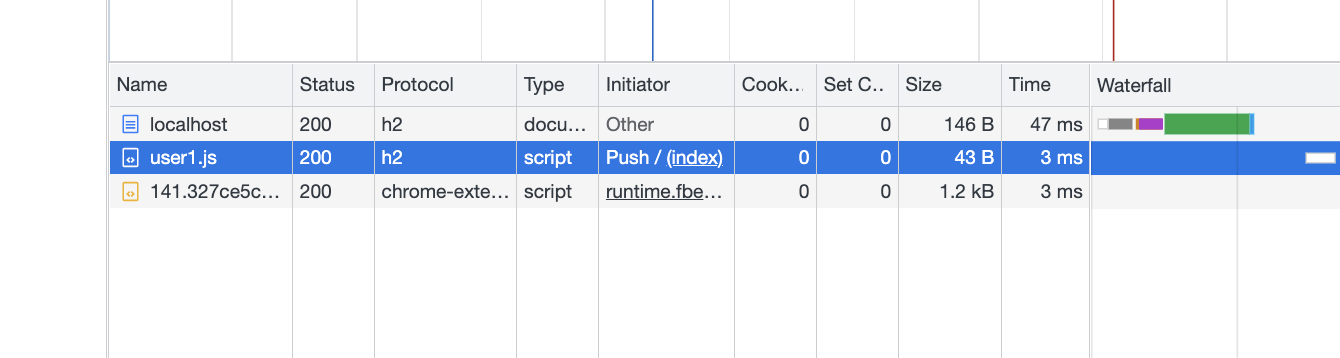 Name Status Protocol Type Initiator Cook... Set C.. Size Time Waterfall
localhost 200 h2 docu... Other 0 0 146 B 47 ms
user1.js 200 h2 script Push / (index) 0 0 43 B 3 ms
141.327ce5c... 200 chrome-exte... script runtime.fbe... 0 0 1.2 kB 3 ms